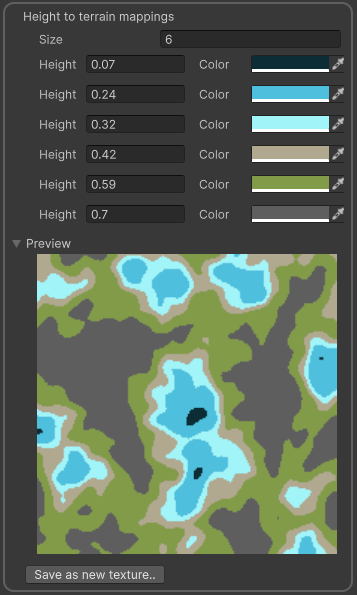 Height to terrain mappings
Size 6
Height 0.07 Color
Height 0.24 Color
Height 0.32 Color
Height 0.42 Color
Height 0.59 Color
Height 0.7 Color
Preview
Save as new texture..